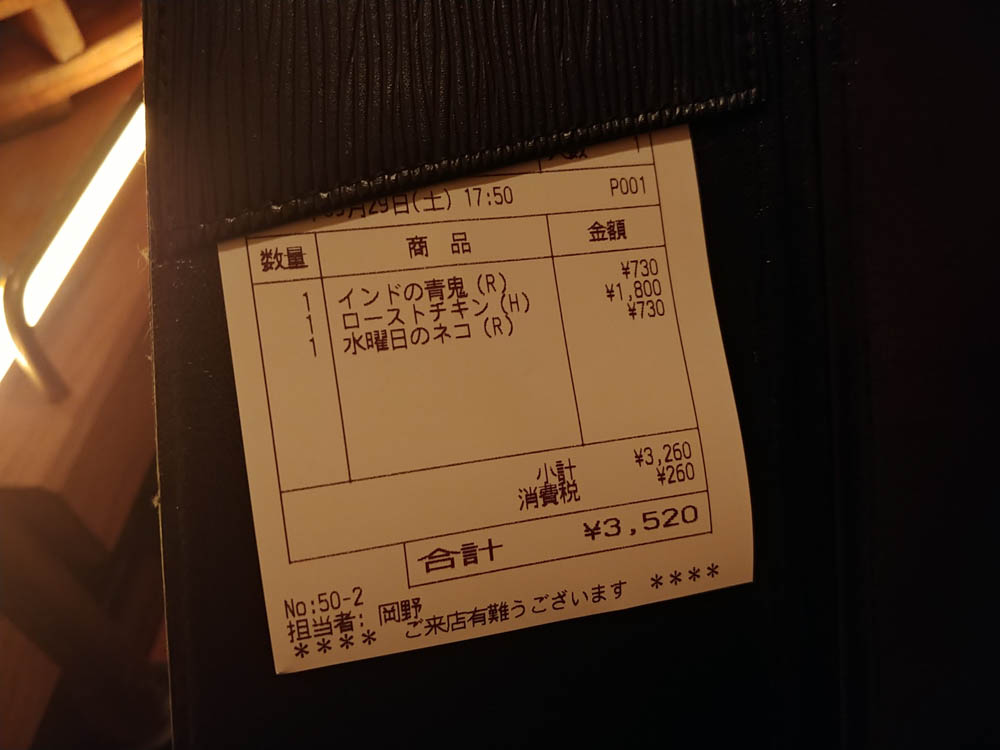 人数 1
月29日(土) 17:50 P001
数量 商品 金額
1 インドの青鬼(R) ¥730
1 ローストチキン(H) ¥1,800
1 水曜日のネコ(R) ¥730
小計 ¥3,260
消費税 ¥260
合計 ¥3,520
No:50-2
担当者: 岡野
**** ご来店有難うございます ****